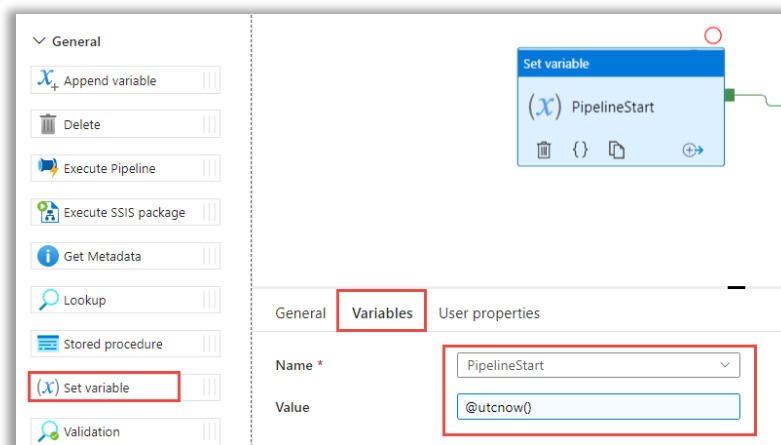 General
Append variable
Delete
Execute Pipeline
Execute SSIS package
Get Metadata
Lookup
Stored procedure
(x) Set variable
Validation
Set variable
(x) PipelineStart
{}
General Variables User properties
Name * PipelineStart
Value @utcnow()